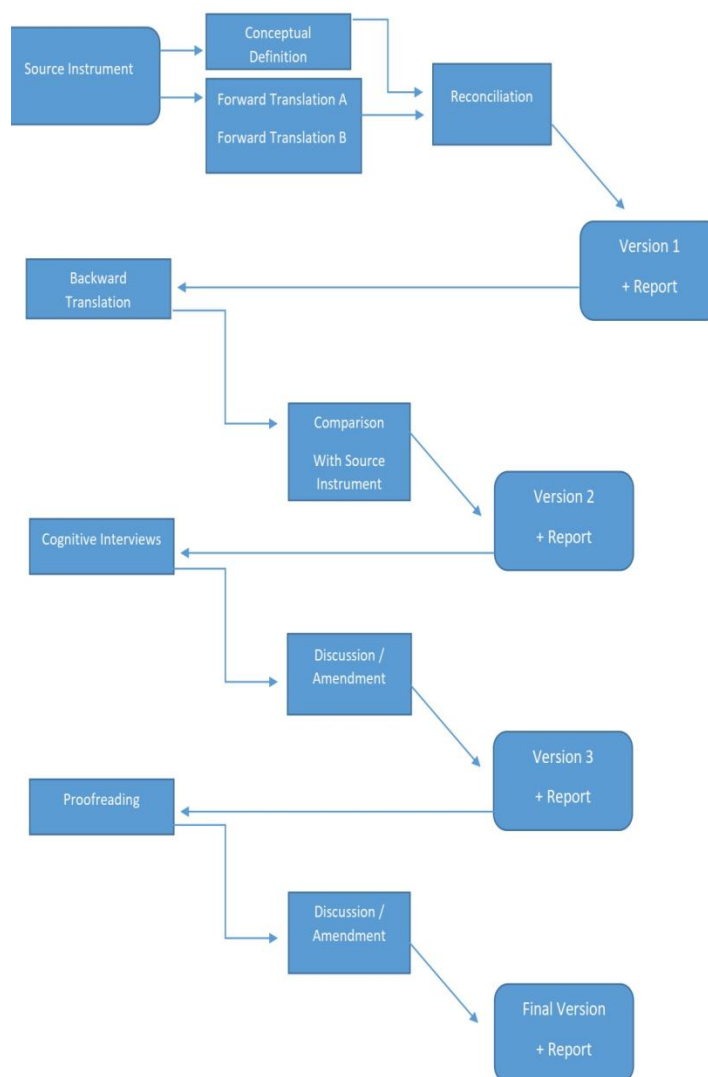 Source Instrument
Conceptual
Definition
Forward Translation A
Forward Translation B
Reconciliation
Version 1
+ Report
Backward
Translation
Comparison
With Source
Instrument
Version 2
+ Report
Cognitive Interviews
Discussion /
Amendment
Version 3
+ Report
Proofreading
Discussion /
Amendment
Final Version
+ Report